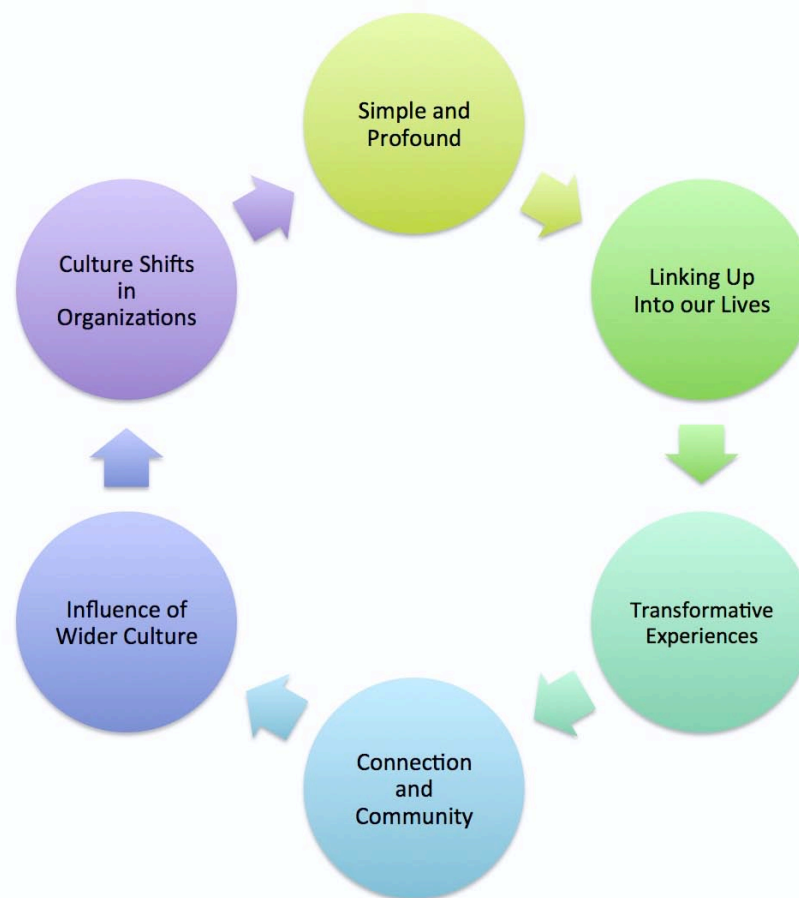 Simple and
Profound
Linking Up
Into our Lives
Transformative
Experiences
Connection
and
Community
Influence of
Wider Culture
Culture Shifts
in
Organizations